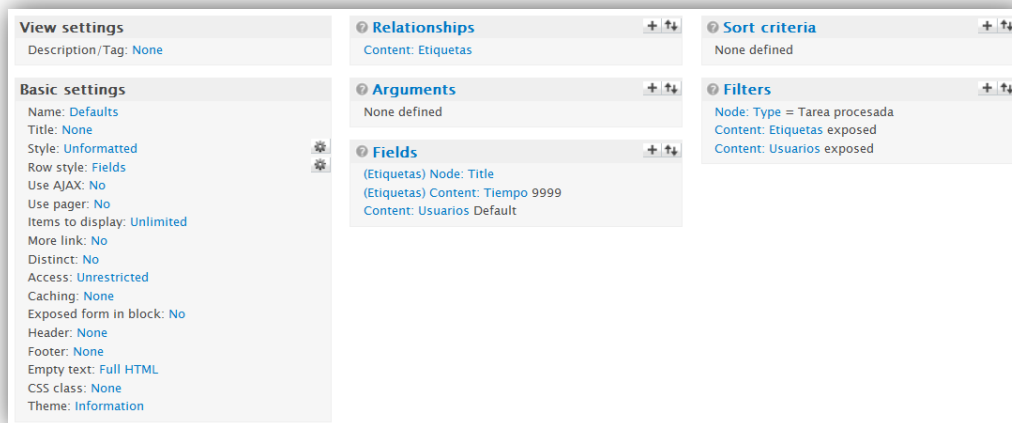 View settings
Description/Tag: None
Basic settings
Name: Defaults
Title: None
Style: Unformatted
Row style: Fields
Use AJAX: No
Use pager: No
Items to display: Unlimited
More link: No
Distinct: No
Access: Unrestricted
Caching: None
Exposed form in block: No
Header: None
Footer: None
Empty text: Full HTML
CSS class: None
Theme: Information
Relationships
Content: Etiquetas
Arguments
None defined
Fields
(Etiquetas) Node: Title
(Etiquetas) Content: Tiempo 9999
Content: Usuarios Default
Sort criteria
None defined
Filters
Node: Type = Tarea procesada
Content: Etiquetas exposed
Content: Usuarios exposed